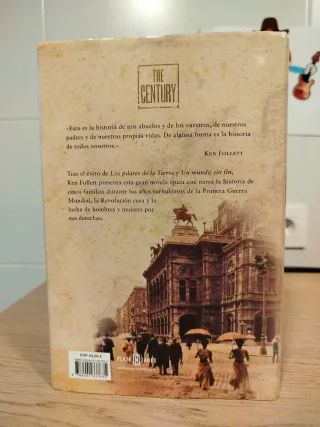 THE
CENTURY
«Esta es la historia de mis abuelos y de los vuestros, de nuestros
padres y de nuestras propias vidas. De alguna forma es la historia
de todos nosotros.»
KEN FOLLETT
Tras el éxito de Los pilares de la Tierra y Un mundo sin fin,
Ken Follett presenta esta gran novela épica que narra la historia de
cinco familias durante los años turbulentos de la Primera Guerra
Mundial, la Revolución rusa y la
lucha de hombres y mujeres por
sus derechos.